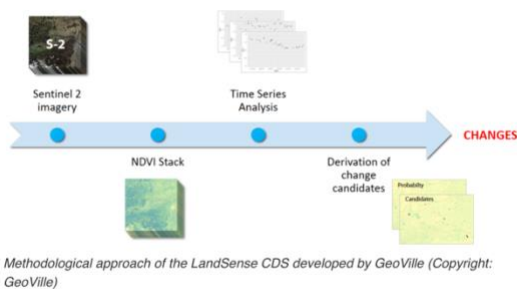 S-2
Sentinel 2
imagery
Time Series
Analysis
CHANGES
NDVI Stack
Derivation of
change
candidates
Probability
Candidates
Methodological approach of the LandSense CDS developed by GeoVille (Copyright:
GeoVille)